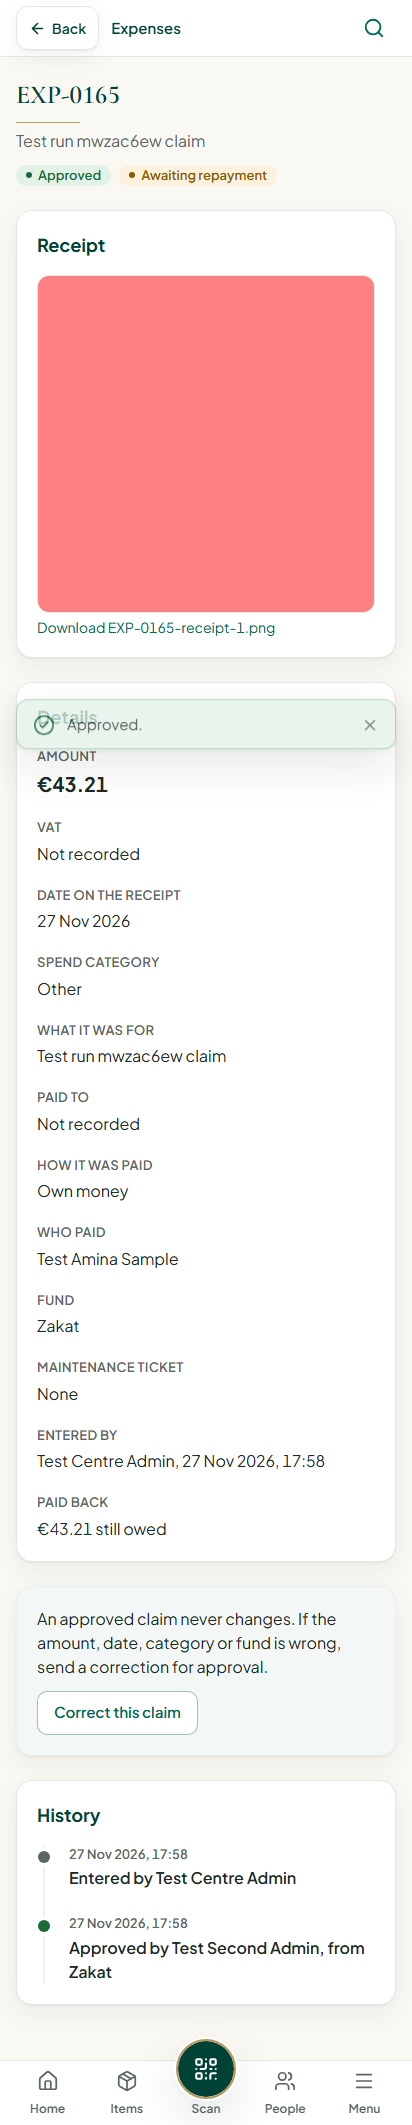 Back
Expenses
EXP-0165
Test run mwzac6ew claim
Approved
Awaiting repayment
Receipt
Download EXP-0165-receipt-1.png
Details
Approved.
AMOUNT
€43.21
VAT
Not recorded
DATE ON THE RECEIPT
27 Nov 2026
SPEND CATEGORY
Other
WHAT IT WAS FOR
Test run mwzac6ew claim
PAID TO
Not recorded
HOW IT WAS PAID
Own money
WHO PAID
Test Amina Sample
FUND
Zakat
MAINTENANCE TICKET
None
ENTERED BY
Test Centre Admin, 27 Nov 2026, 17:58
PAID BACK
€43.21 still owed
An approved claim never changes. If the
amount, date, category or fund is wrong,
send a correction for approval.
Correct this claim
History
27 Nov 2026, 17:58
Entered by Test Centre Admin
27 Nov 2026, 17:58
Approved by Test Second Admin, from
Zakat
Home
Items
Scan
People
Menu